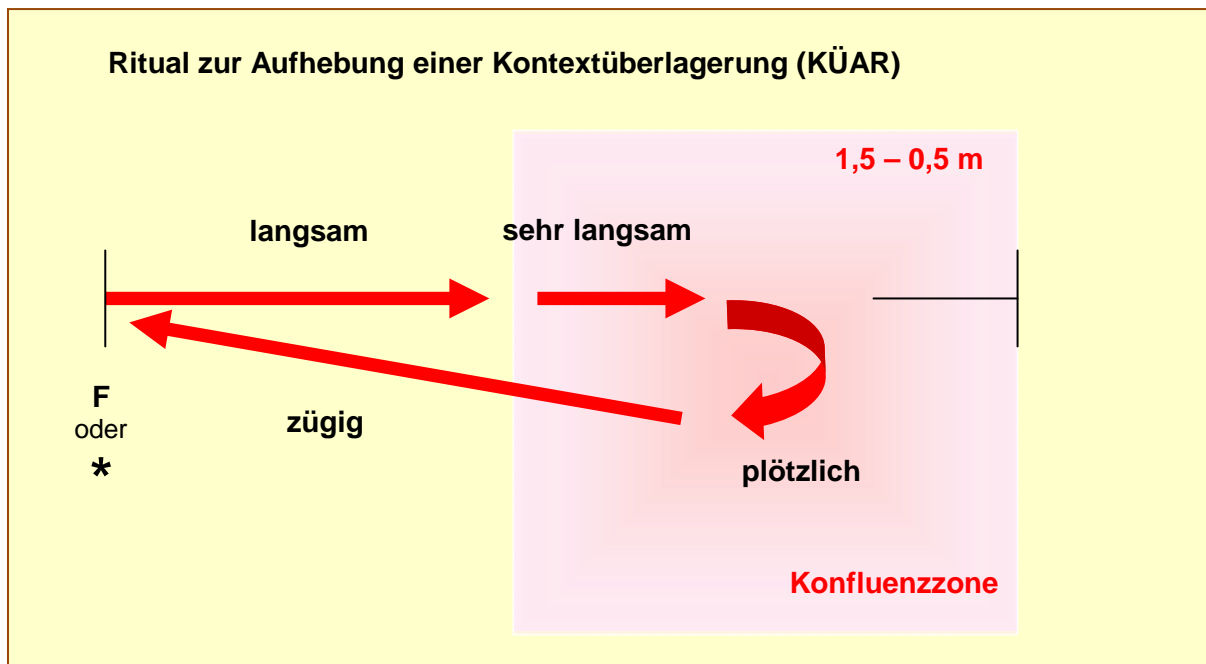 Ritual zur Aufhebung einer Kontextüberlagerung (KÜAR)
1,5 – 0,5 m
langsam
sehr langsam
F
oder
*
zügig
plötzlich
Konfluenzzone